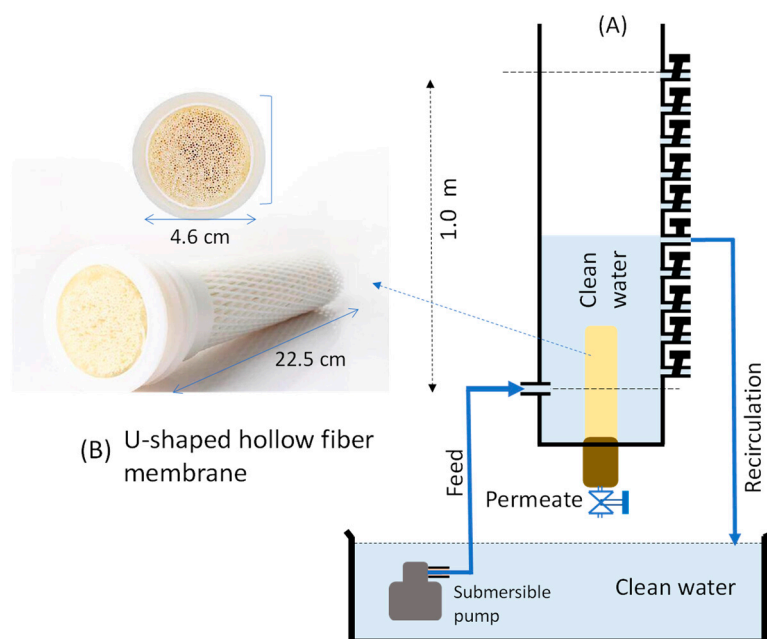 (A)
1.0 m
4.6 cm
22.5 cm
Clean
water
(B) U-shaped hollow fiber
membrane
Feed
Permeate
Recirculation
Submersible
pump
Clean water